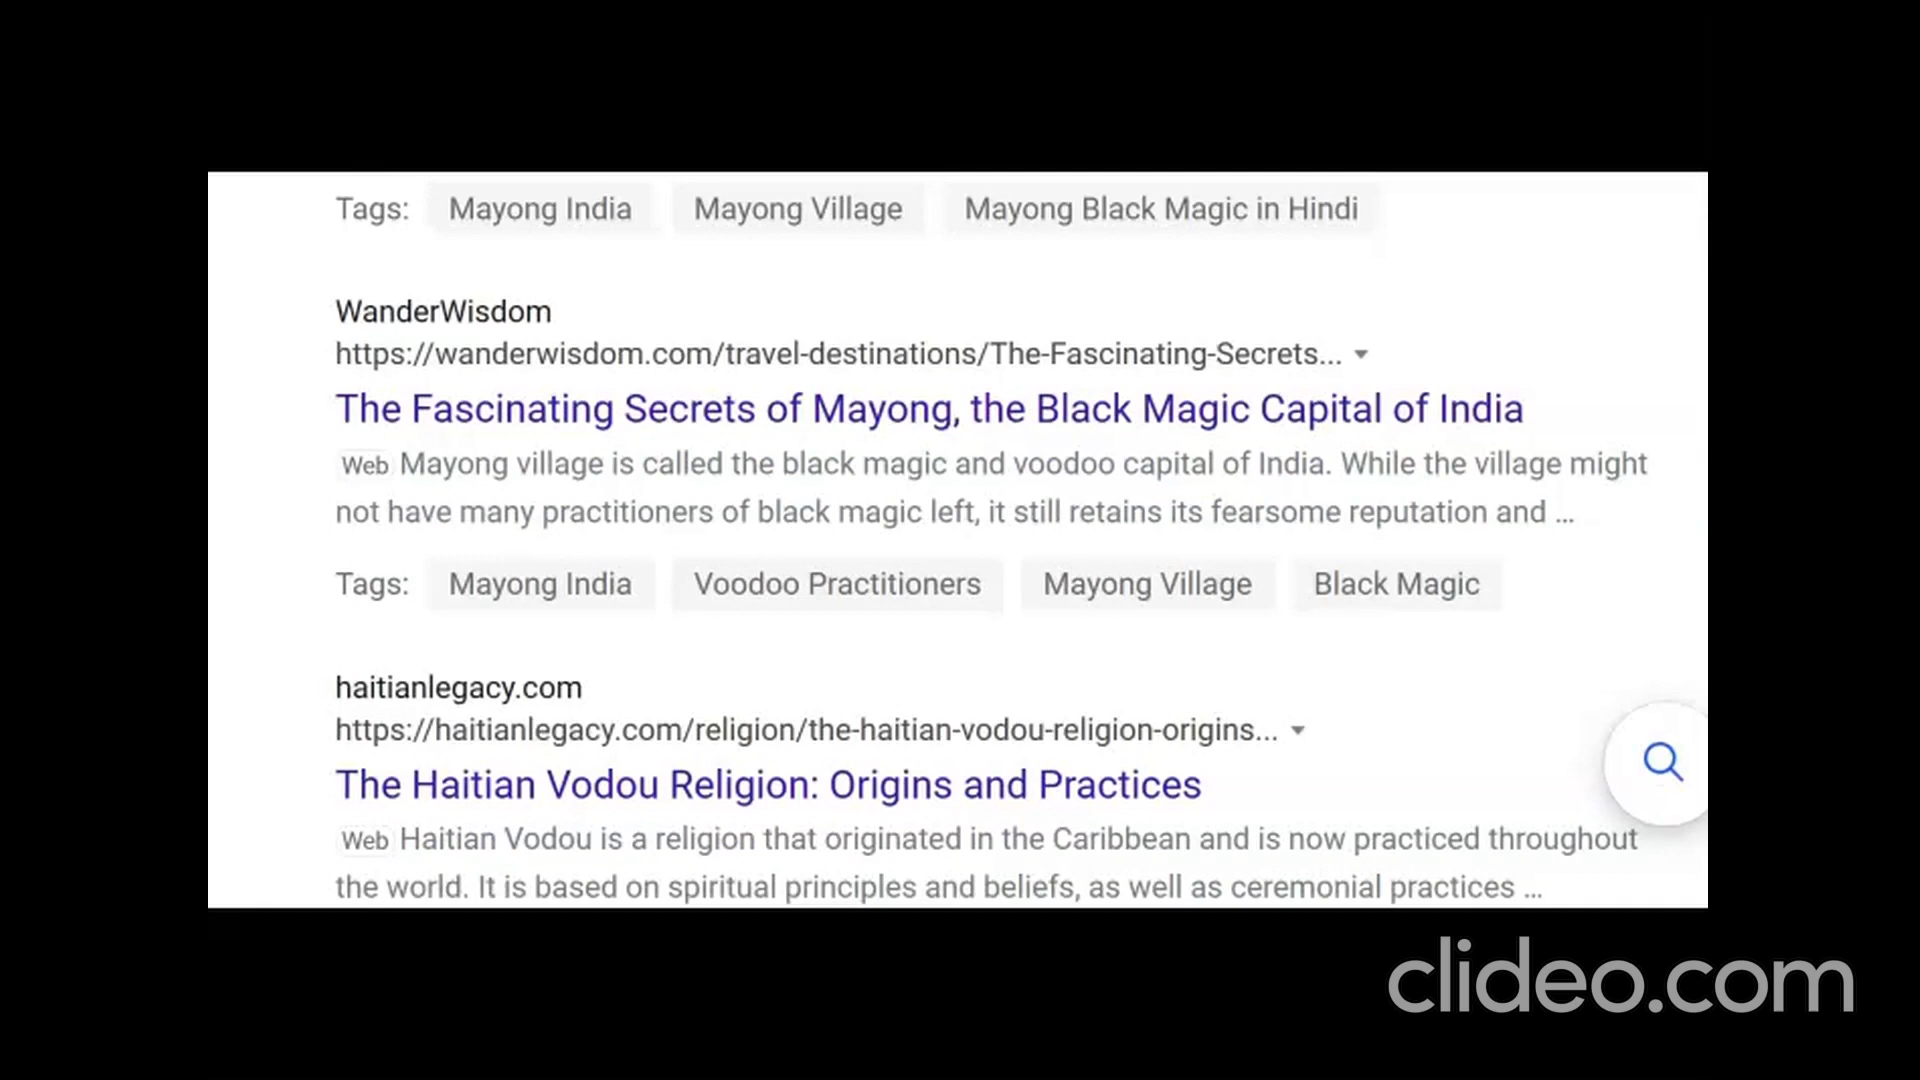 Tags: Mayong India Mayong Village Mayong Black Magic in Hindi
WanderWisdom
https://wanderwisdom.com/travel-destinations/The-Fascinating-Secrets...
The Fascinating Secrets of Mayong, the Black Magic Capital of India
Web Mayong village is called the black magic and voodoo capital of India. While the village might
not have many practitioners of black magic left, it still retains its fearsome reputation and ...
Tags: Mayong India Voodoo Practitioners Mayong Village Black Magic
haitianlegacy.com
https://haitianlegacy.com/religion/the-haitian-vodou-religion-origins...
The Haitian Vodou Religion: Origins and Practices
Web Haitian Vodou is a religion that originated in the Caribbean and is now practiced throughout
the world. It is based on spiritual principles and beliefs, as well as ceremonial practices ...
clideo.com